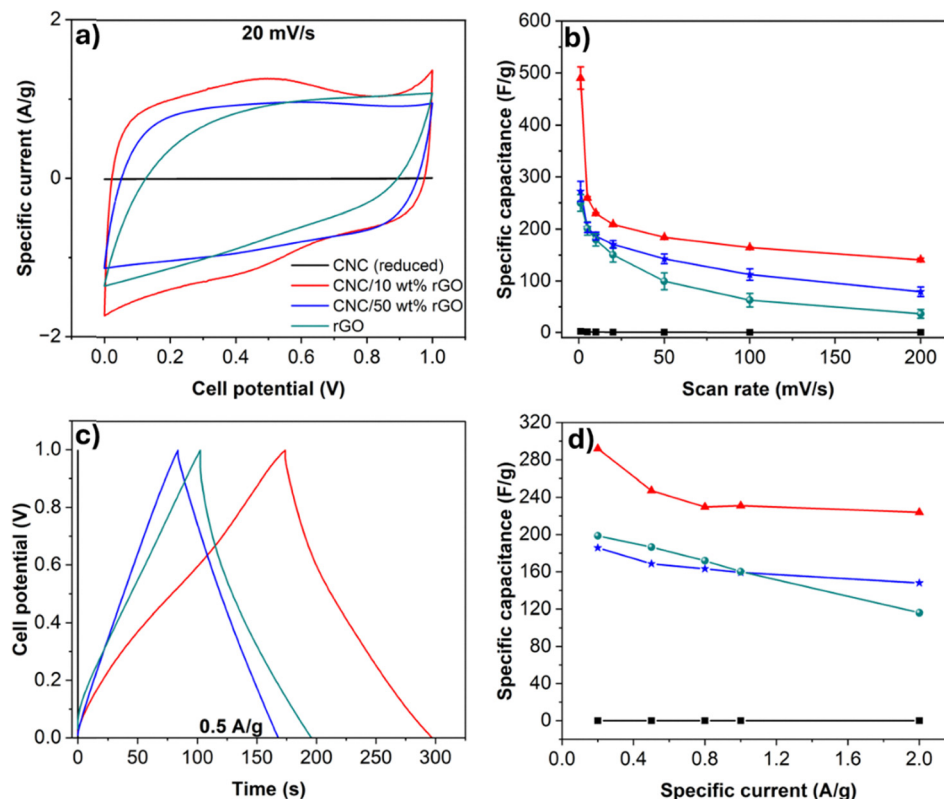 a)
20 mV/s
2
0
−2
Specific current (A/g)
0.0 0.2 0.4 0.6 0.8 1.0
Cell potential (V)
CNC (reduced)
CNC/10 wt% rGO
CNC/50 wt% rGO
rGO
b)
600
500
400
300
200
100
0
Specific capacitance (F/g)
0 50 100 150 200
Scan rate (mV/s)
c)
1.0
0.8
0.6
0.4
0.2
0.0
Cell potential (V)
0.5 A/g
0 50 100 150 200 250 300
Time (s)
d)
320
280
240
200
160
120
80
40
0
Specific capacitance (F/g)
0.0 0.4 0.8 1.2 1.6 2.0
Specific current (A/g)